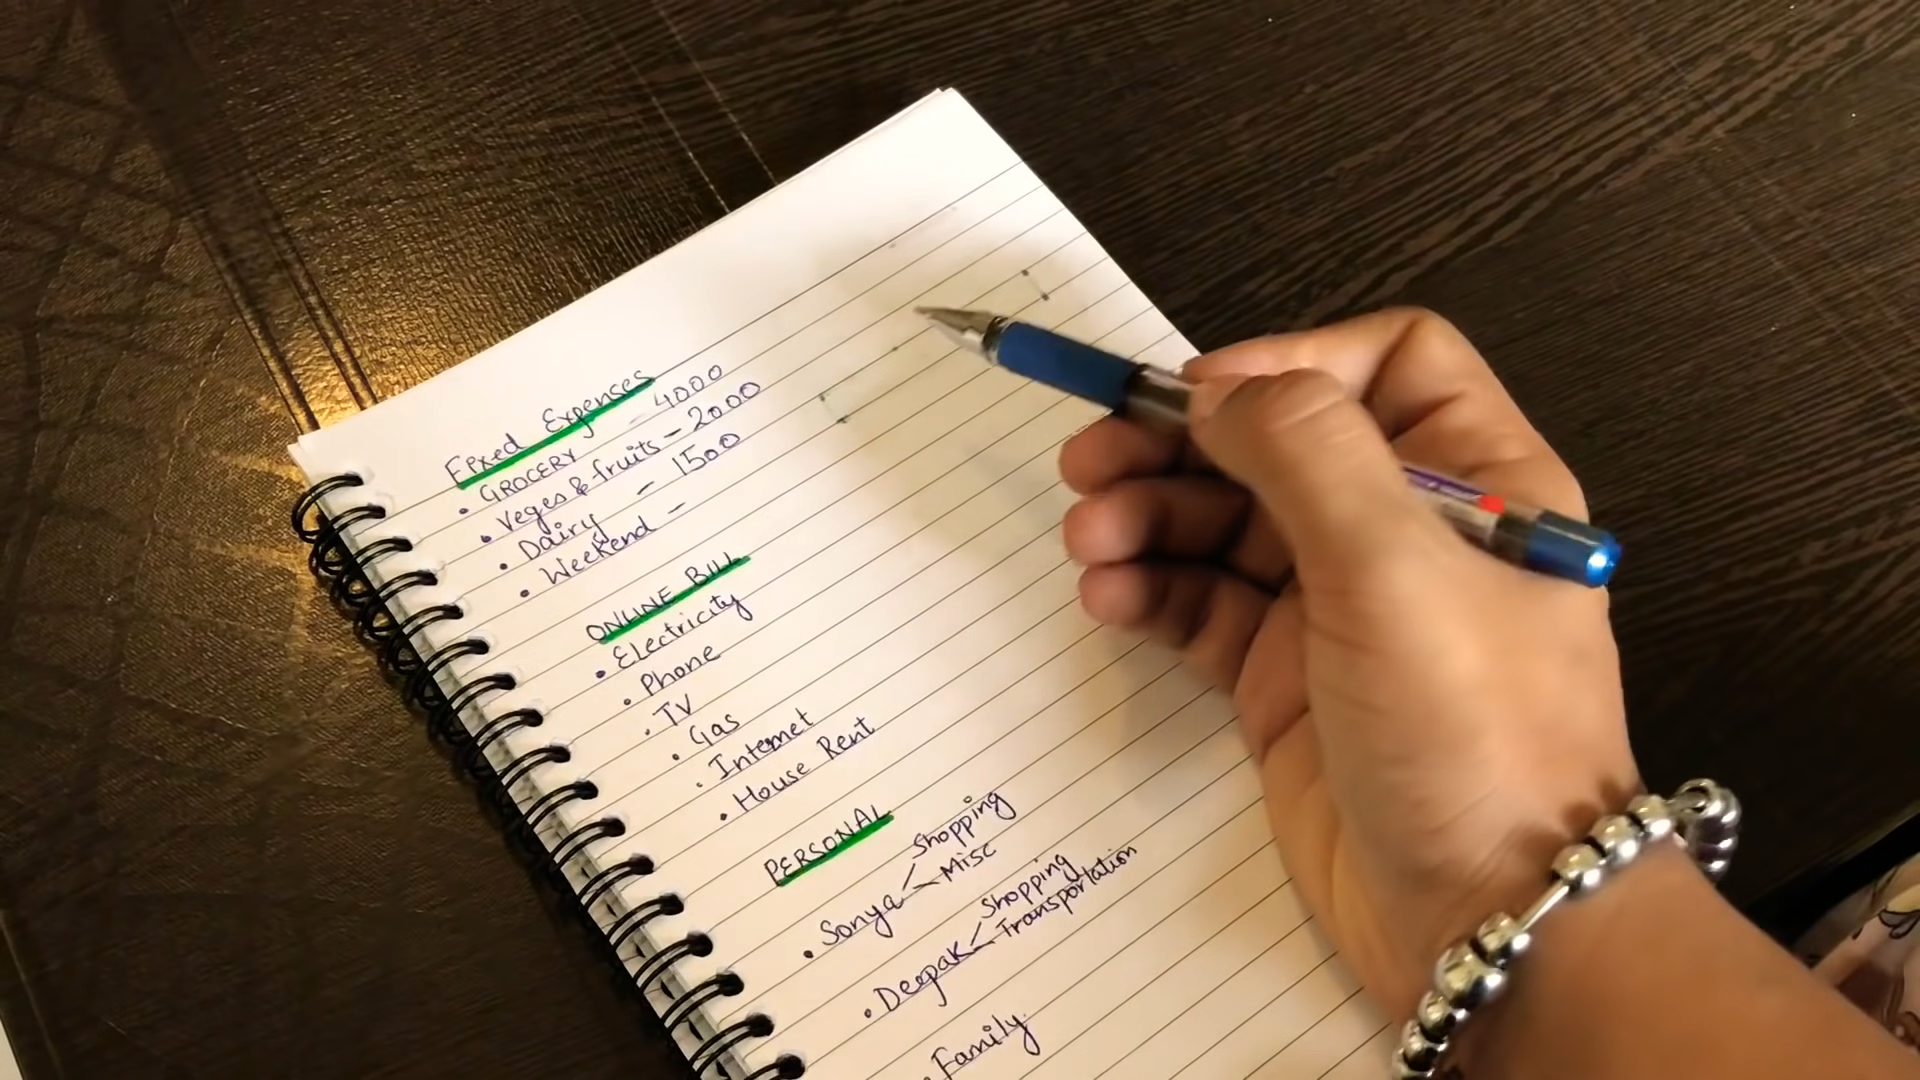 Fixed Expenses
• GROCERY - 4000
• Veges & fruits - 2000
• Dairy - 1500
• Weekend -
ONLINE BILL
• Electricity
• Phone
• TV
• Gas
• Internet
• House Rent
PERSONAL
• Sonya < Shopping
Misc
• Deepak < Shopping
Transportation
• Family